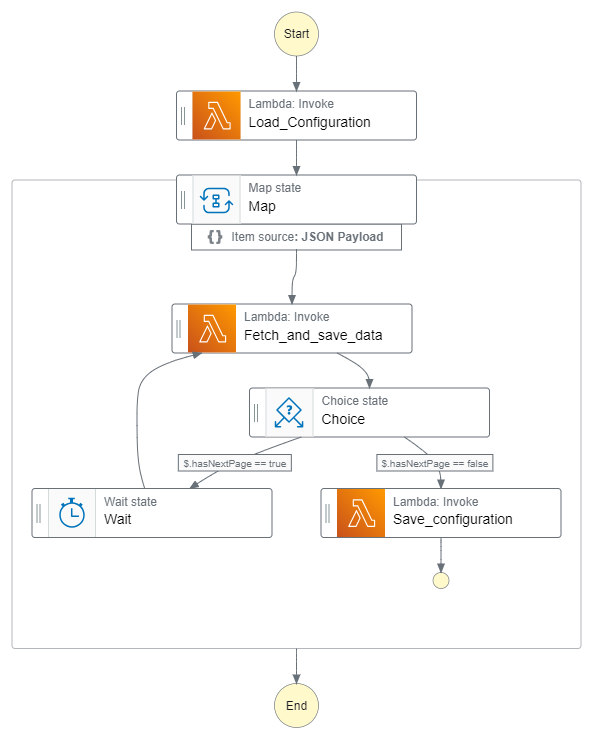 Start
Lambda: Invoke
Load_Configuration
Map state
Map
{} Item source: JSON Payload
Lambda: Invoke
Fetch_and_save_data
Choice state
?
Choice
$.hasNextPage == true
$.hasNextPage == false
Wait state
Wait
Lambda: Invoke
Save_configuration
End